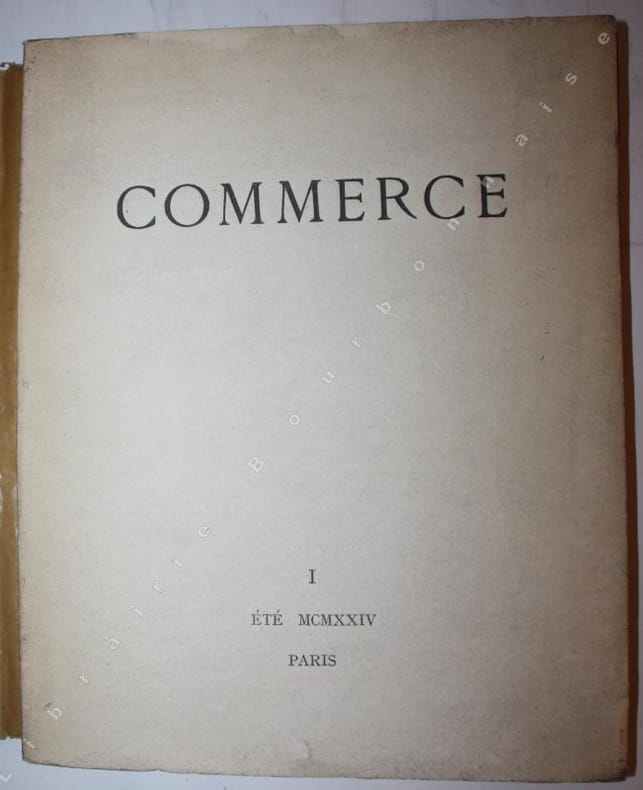 COMMERCE
I
ÉTÉ MCMXXIV
PARIS
Librairie Bourbonnaise